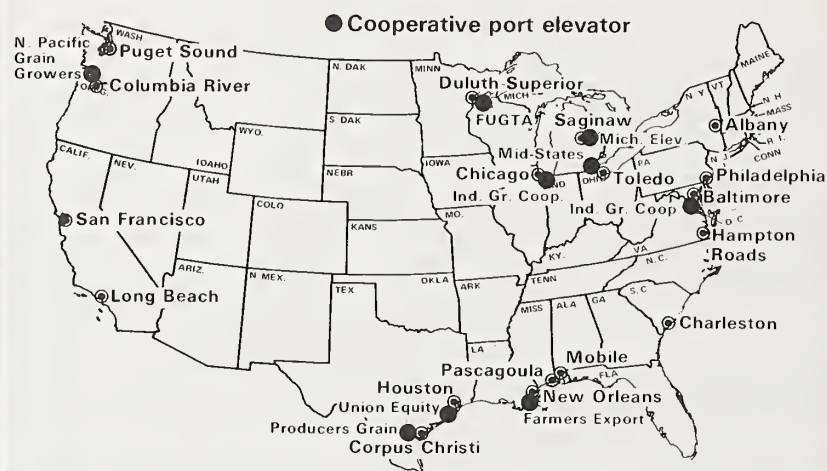 Cooperative port elevator
WASH
N. Pacific
Grain
Growers
Puget Sound
Columbia River
N. DAK
MINN
Duluth-Superior
MICH
FUGTA
Saginaw
Mich. Elev.
MAINE
N Y
VT
N H
MASS
R I.
CONN
Albany
S DAK
WYO.
IDAHO
CALIF.
NEV.
UTAH
NEBR
IOWA
Mid-States
Chicago
IND
OHIO
Toledo
PA
N J
Philadelphia
Ind. Gr. Coop.
Ind. Gr. Coop
Baltimore
D C
Hampton
Roads
San Francisco
COLO
KANS
MO.
KY.
VA
N.C.
Long Beach
ARIZ.
N MEX.
TEX
OKLA
ARK
TENN
MISS
ALA
GA
S.C
Charleston
LA
Mobile
FLA
Pascagoula
New Orleans
Farmers Export
Houston
Union Equity
Producers Grain
Corpus Christi